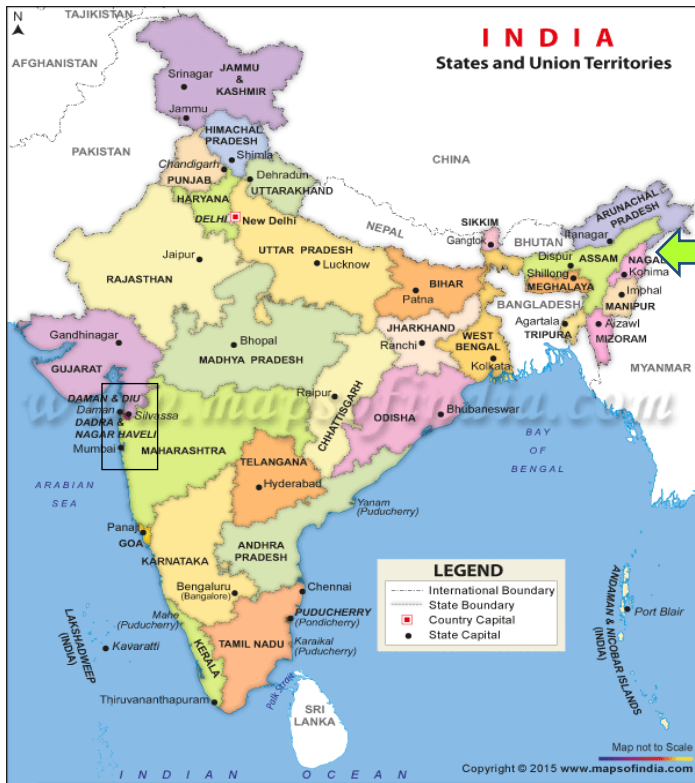 N
TAJIKISTAN
INDIA
States and Union Territories
AFGHANISTAN
JAMMU
&
KASHMIR
Srinagar
Jammu
PAKISTAN
HIMACHAL
PRADESH
Shimla
CHINA
Chandigarh
PUNJAB
Dehradun
UTTARAKHAND
HARYANA
DELHI
New Delhi
ARUNACHAL
PRADESH
Itanagar
NEPAL
SIKKIM
Gangtok
BHUTAN
Dispur
ASSAM
NAGAL
Kohima
Shillong
MEGHALAYA
Imphal
MANIPUR
Jaipur
RAJASTHAN
UTTAR PRADESH
Lucknow
BIHAR
Patna
BANGLADESH
Agartala
TRIPURA
Aizawl
MIZORAM
Gandhinagar
GUJARAT
Bhopal
MADHYA PRADESH
JHARKHAND
Ranchi
WEST
BENGAL
Kolkata
MYANMAR
www.mapsofindia.com
DAMAN & DIU
Daman
Silvassa
DADRA &
NAGAR HAVELI
Mumbai
MAHARASHTRA
Raipur
CHHATTISGARH
ODISHA
Bhubaneswar
BAY
OF
BENGAL
ARABIAN
SEA
TELANGANA
Hyderabad
Yanam
(Puducherry)
Panaji
GOA
KARNATAKA
ANDHRA
PRADESH
Bengaluru
(Bangalore)
Chennai
LEGEND
International Boundary
State Boundary
Country Capital
State Capital
Mahe
(Puducherry)
PUDUCHERRY
(Pondicherry)
Karaikal
(Puducherry)
TAMIL NADU
KERALA
LAKSHADWEEP
(INDIA)
Kavaratti
Thiruvananthapuram
Palk Strait
SRI
LANKA
ANDAMAN & NICOBAR ISLANDS
(INDIA)
Port Blair
Map not to Scale
Copyright © 2015 www.mapsofindia.com
INDIAN OCEAN